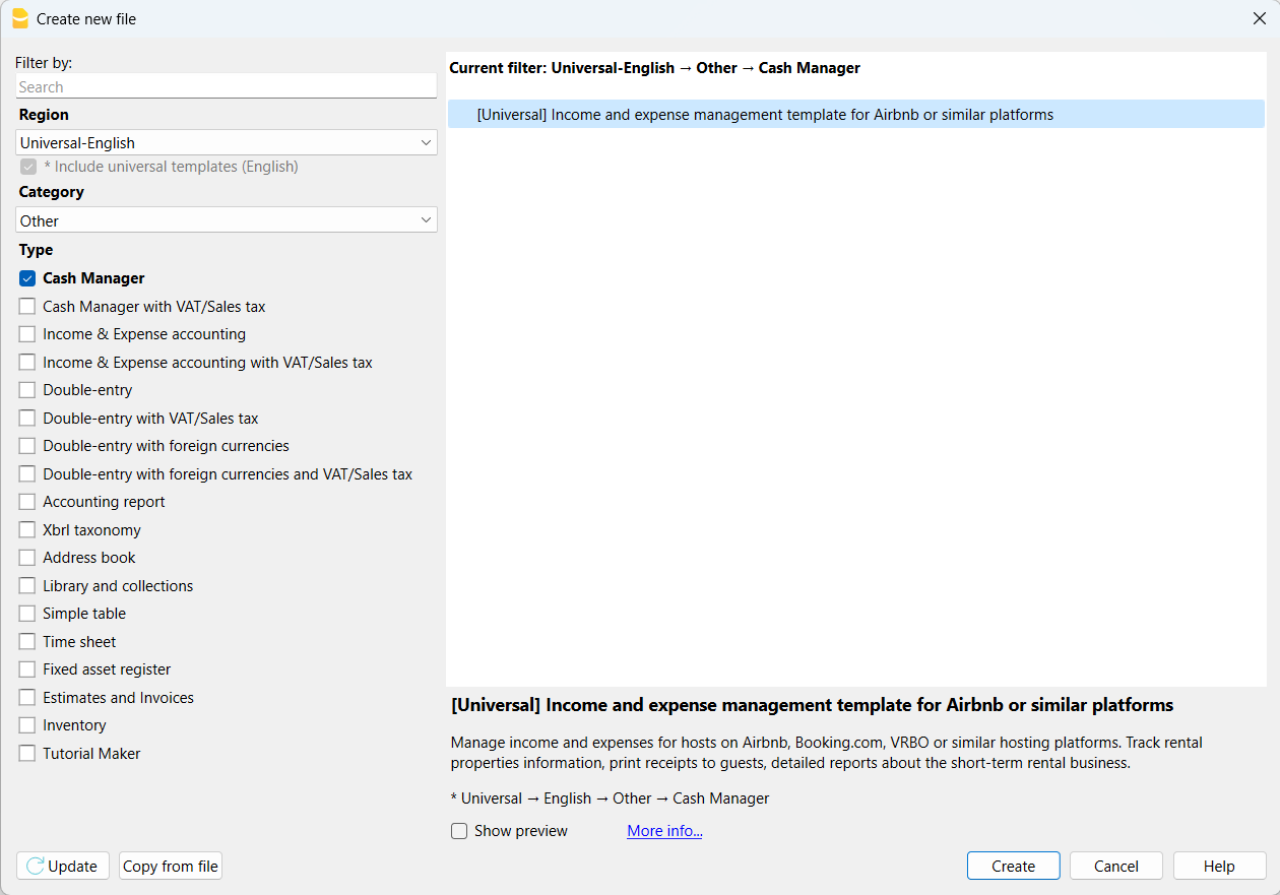 Create new file
Filter by:
Search
Region
Universal-English
* Include universal templates (English)
Category
Other
Type
Cash Manager
Cash Manager with VAT/Sales tax
Income & Expense accounting
Income & Expense accounting with VAT/Sales tax
Double-entry
Double-entry with VAT/Sales tax
Double-entry with foreign currencies
Double-entry with foreign currencies and VAT/Sales tax
Accounting report
Xbrl taxonomy
Address book
Library and collections
Simple table
Time sheet
Fixed asset register
Estimates and Invoices
Inventory
Tutorial Maker
Update
Copy from file
Current filter: Universal-English → Other → Cash Manager
[Universal] Income and expense management template for Airbnb or similar platforms
[Universal] Income and expense management template for Airbnb or similar platforms
Manage income and expenses for hosts on Airbnb, Booking.com, VRBO or similar hosting platforms. Track rental
properties information, print receipts to guests, detailed reports about the short-term rental business.
* Universal → English → Other → Cash Manager
Show preview
More info...
Create
Cancel
Help